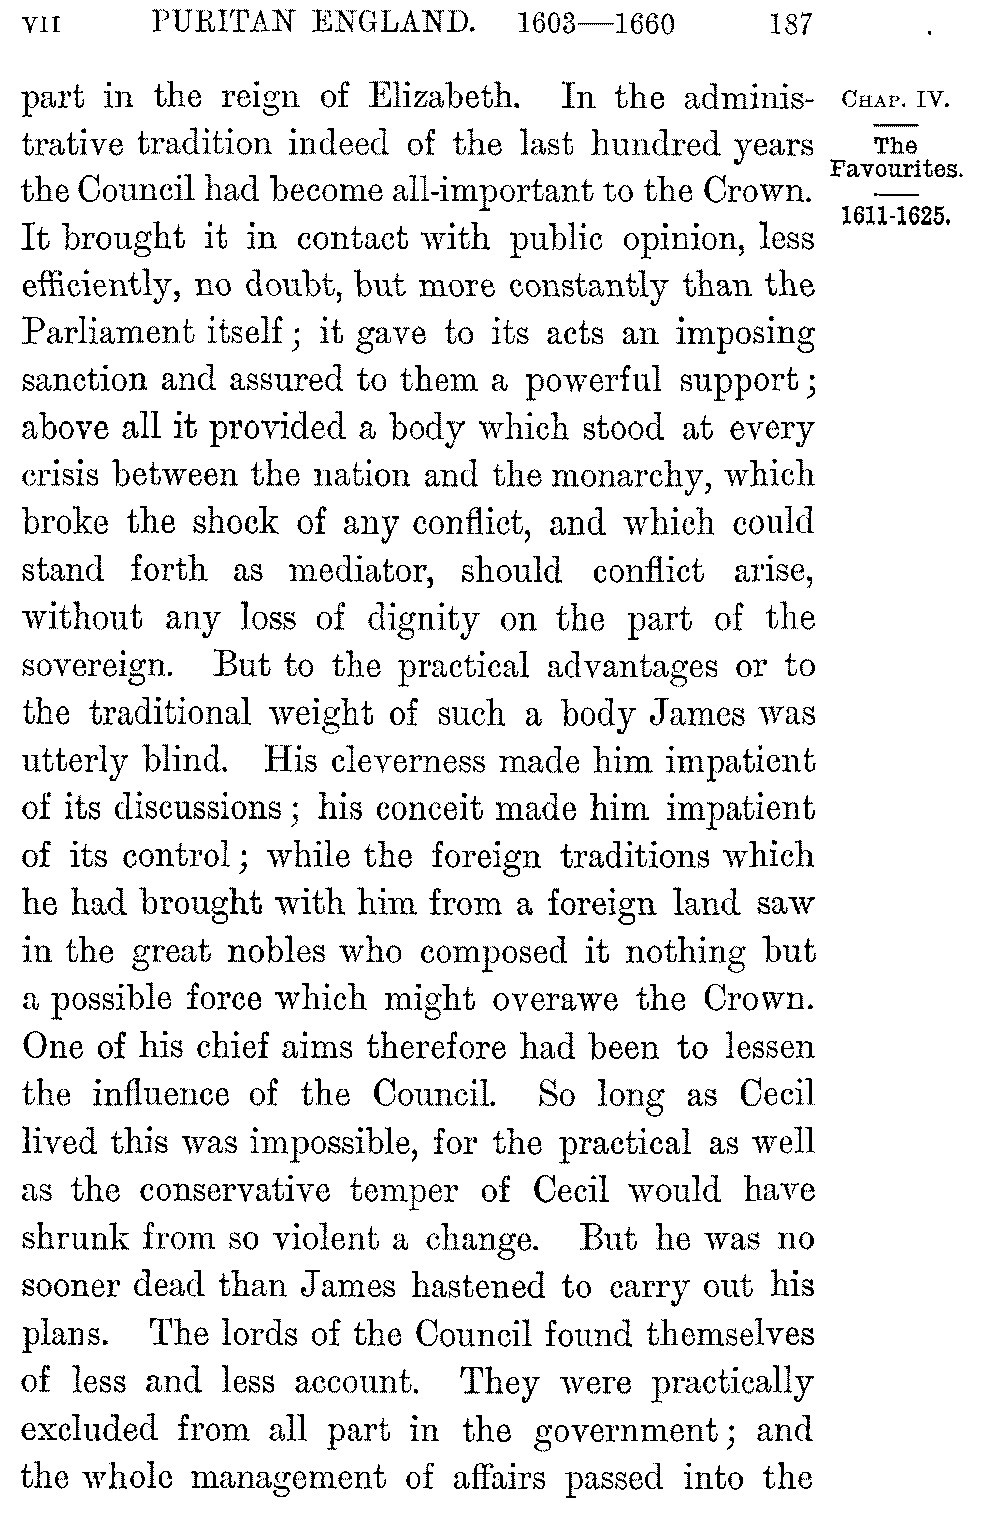 VII PURITAN ENGLAND. 1603—1660 187
part in the reign of Elizabeth. In the adminis-
trative tradition indeed of the last hundred years
the Council had become all-important to the Crown.
It brought it in contact with public opinion, less
efficiently, no doubt, but more constantly than the
Parliament itself; it gave to its acts an imposing
sanction and assured to them a powerful support;
above all it provided a body which stood at every
crisis between the nation and the monarchy, which
broke the shock of any conflict, and which could
stand forth as mediator, should conflict arise,
without any loss of dignity on the part of the
sovereign. But to the practical advantages or to
the traditional weight of such a body James was
utterly blind. His cleverness made him impatient
of its discussions; his conceit made him impatient
of its control; while the foreign traditions which
he had brought with him from a foreign land saw
in the great nobles who composed it nothing but
a possible force which might overawe the Crown.
One of his chief aims therefore had been to lessen
the influence of the Council. So long as Cecil
lived this was impossible, for the practical as well
as the conservative temper of Cecil would have
shrunk from so violent a change. But he was no
sooner dead than James hastened to carry out his
plans. The lords of the Council found themselves
of less and less account. They were practically
excluded from all part in the government; and
the whole management of affairs passed into the
CHAP. IV.
The
Favourites.
1611-1625.